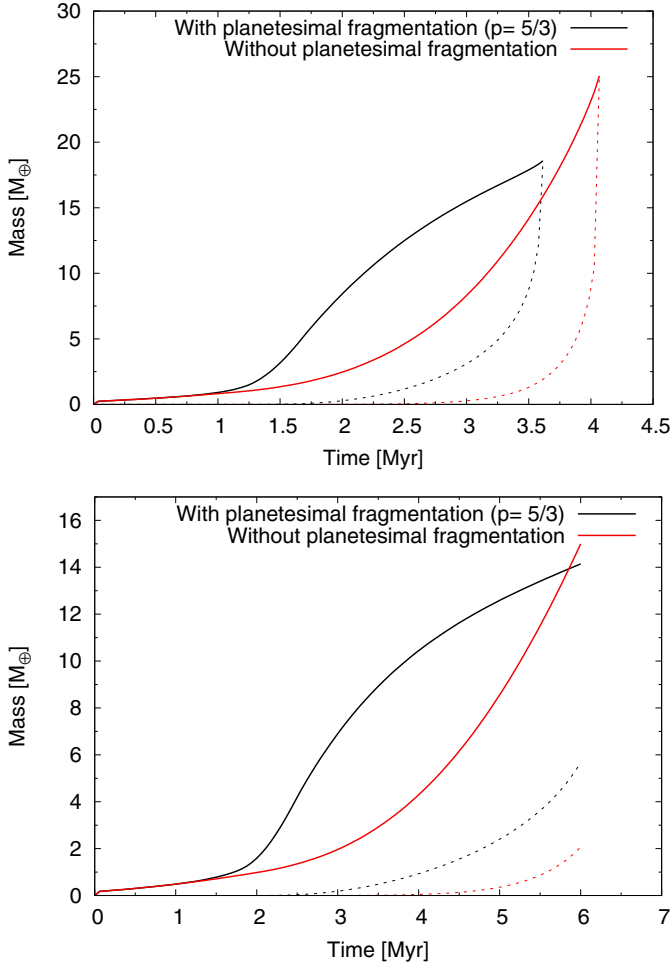 With planetesimal fragmentation (p= 5/3)
Without planetesimal fragmentation
30
25
20
15
10
5
0
Mass [M⊕]
0 0.5 1 1.5 2 2.5 3 3.5 4 4.5
Time [Myr]
With planetesimal fragmentation (p= 5/3)
Without planetesimal fragmentation
16
14
12
10
8
6
4
2
0
Mass [M⊕]
0 1 2 3 4 5 6 7
Time [Myr]